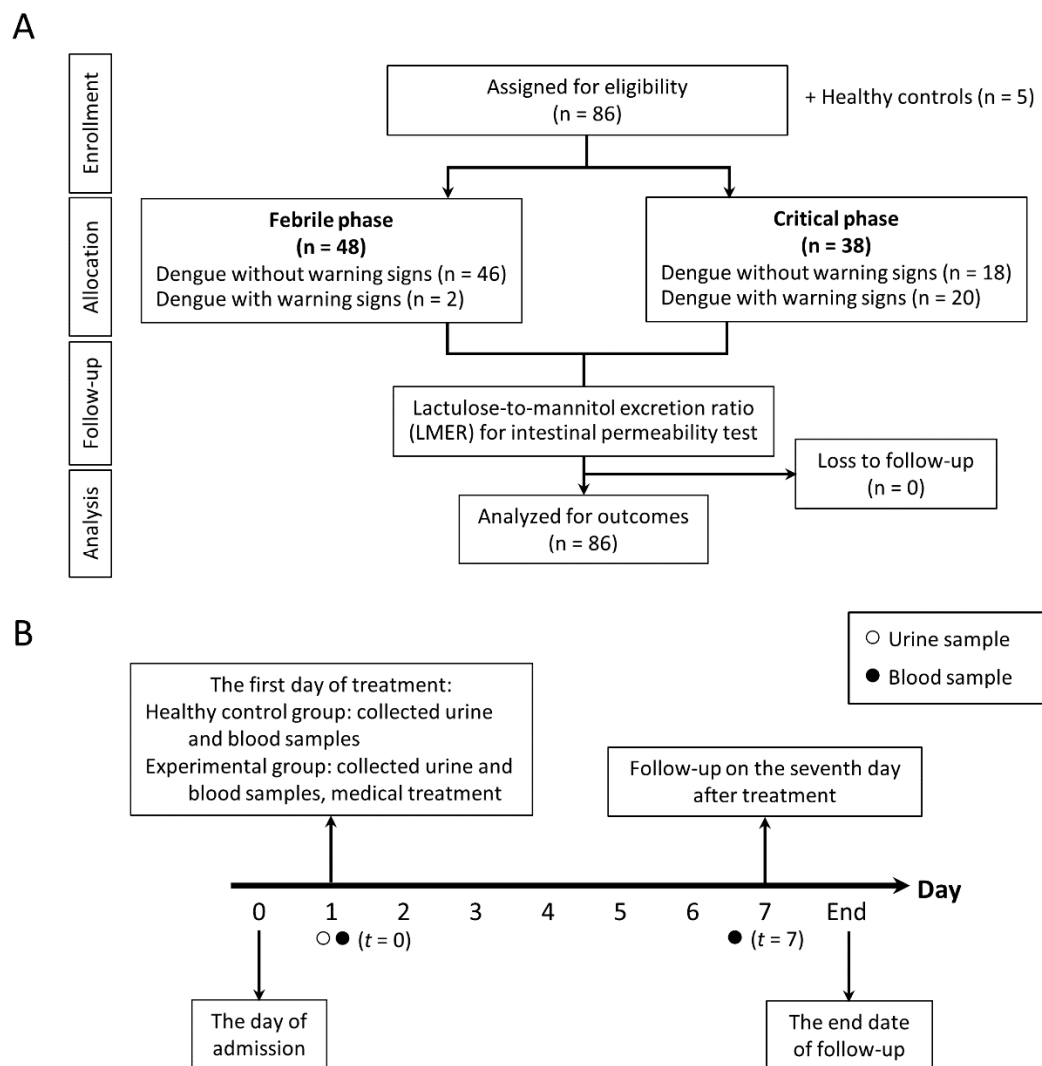 A
Enrollment
Assigned for eligibility
(n = 86)
+ Healthy controls (n = 5)
Allocation
Febrile phase
(n = 48)
Dengue without warning signs (n = 46)
Dengue with warning signs (n = 2)
Critical phase
(n = 38)
Dengue without warning signs (n = 18)
Dengue with warning signs (n = 20)
Follow-up
Lactulose-to-mannitol excretion ratio
(LMER) for intestinal permeability test
Loss to follow-up
(n = 0)
Analysis
Analyzed for outcomes
(n = 86)
B
Urine sample
Blood sample
The first day of treatment:
Healthy control group: collected urine
and blood samples
Experimental group: collected urine and
blood samples, medical treatment
Follow-up on the seventh day
after treatment
Day
0 1 2 3 4 5 6 7 End
(t = 0) (t = 7)
The day of
admission
The end date
of follow-up